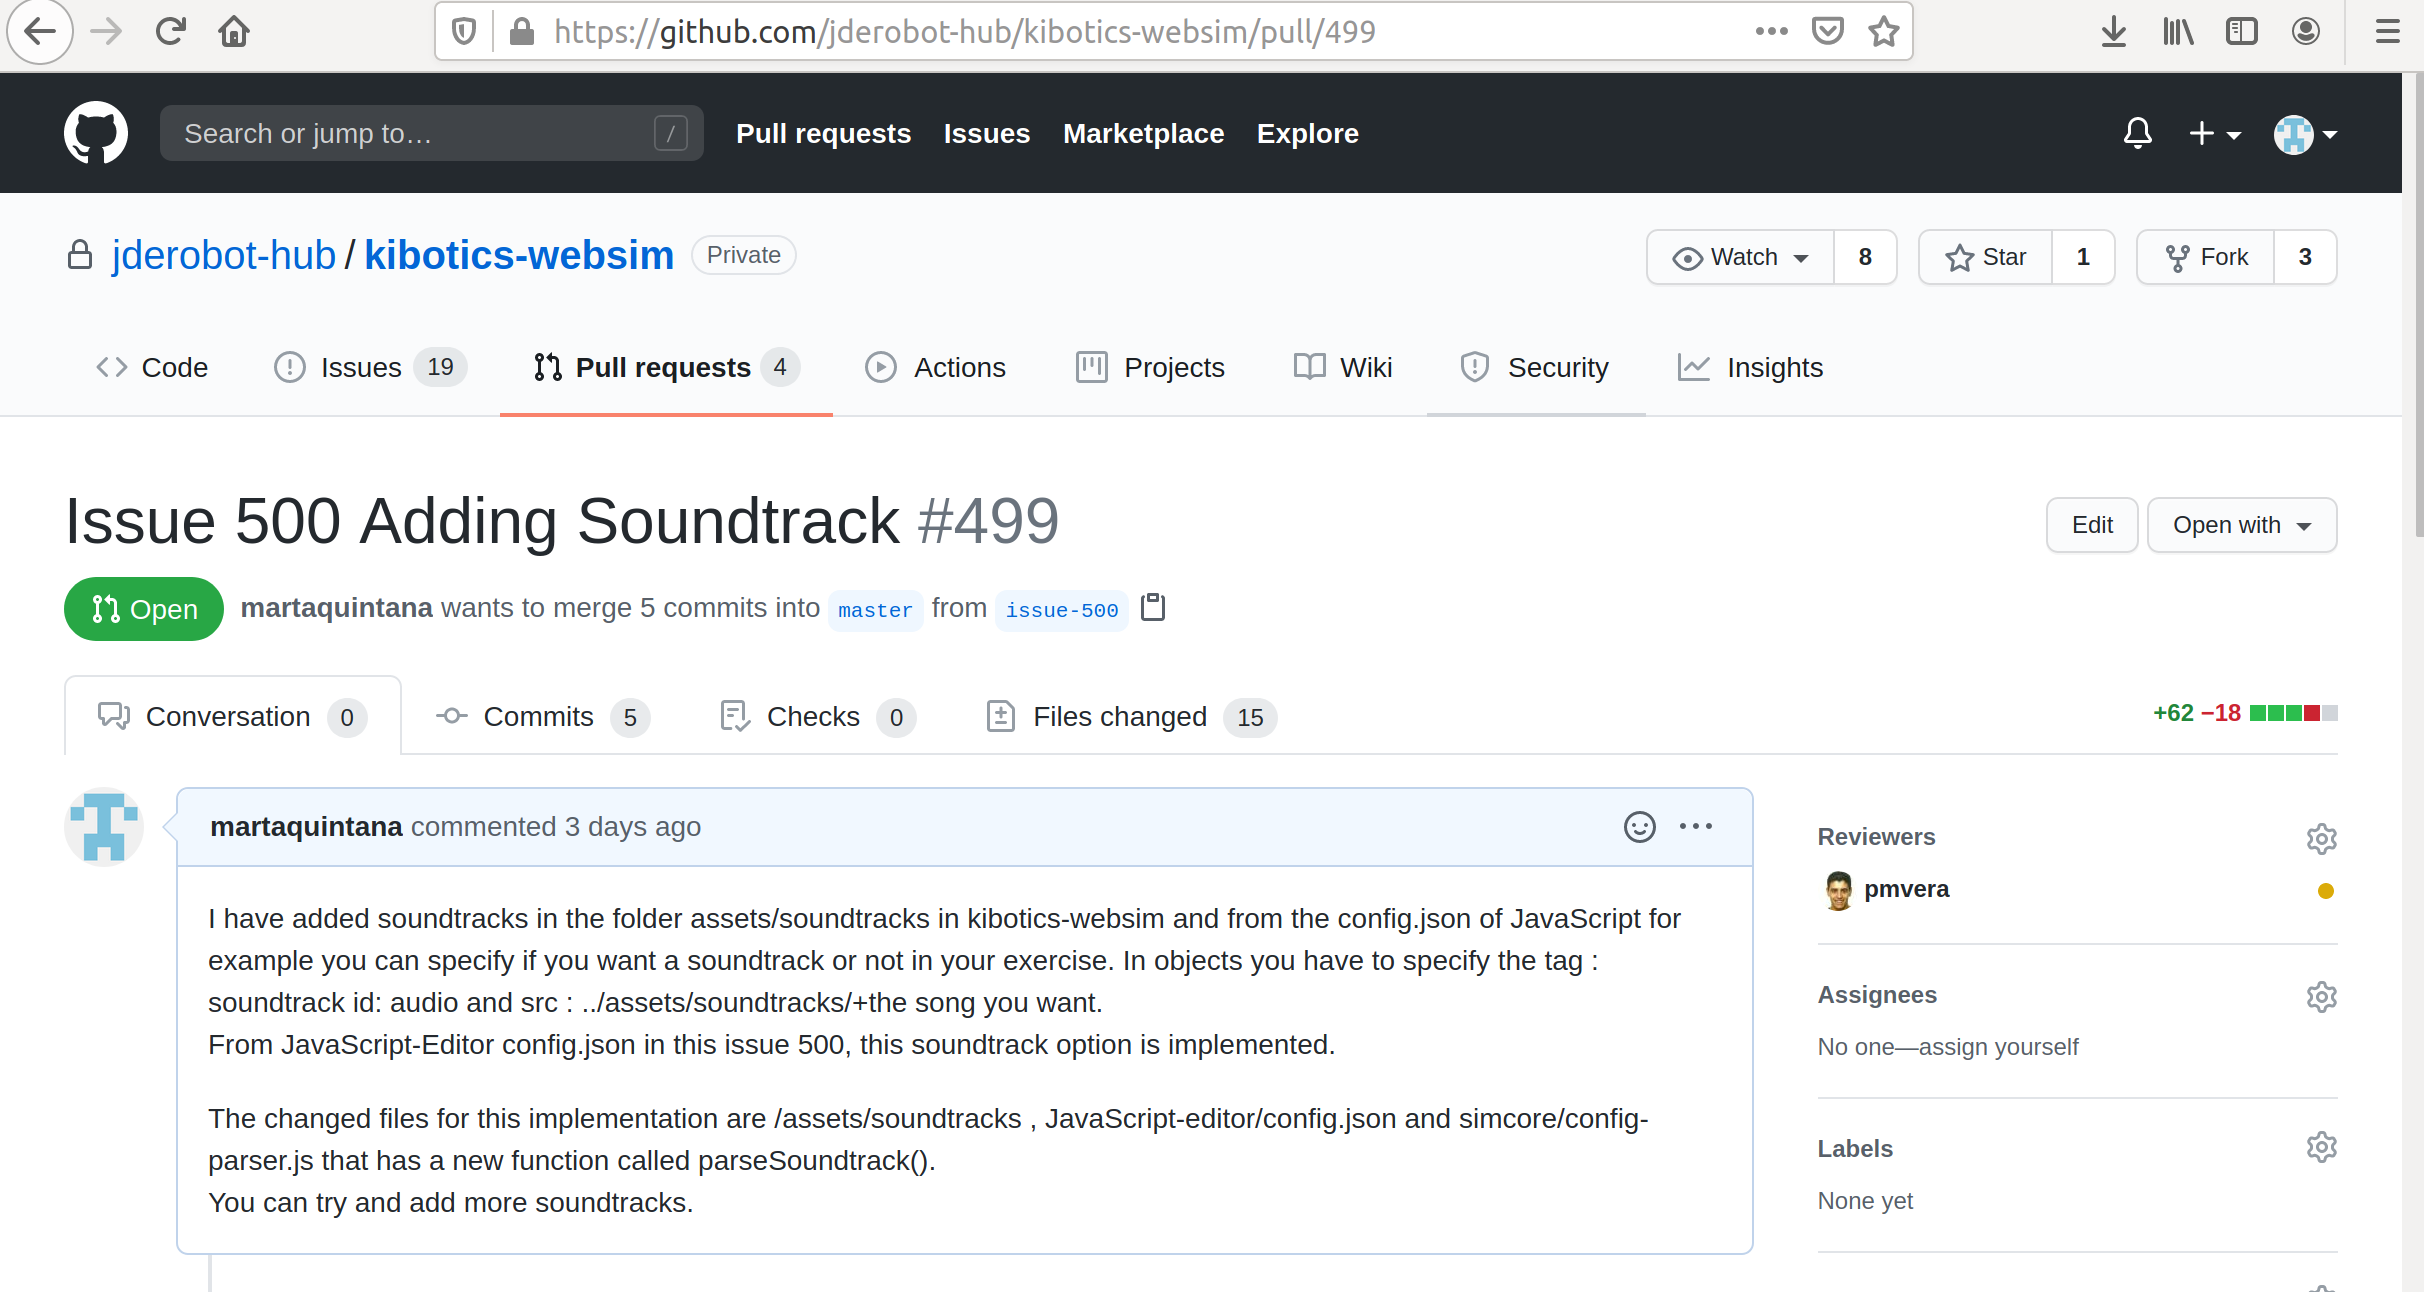 https://github.com/jderobot-hub/kibotics-websim/pull/499
Search or jump to… / Pull requests Issues Marketplace Explore
jderobot-hub / kibotics-websim Private Watch 8 Star 1 Fork 3
Code Issues 19 Pull requests 4 Actions Projects Wiki Security Insights
Issue 500 Adding Soundtrack #499 Edit Open with
Open martaquintana wants to merge 5 commits into master from issue-500
Conversation 0 Commits 5 Checks 0 Files changed 15 +62 −18
martaquintana commented 3 days ago
I have added soundtracks in the folder assets/soundtracks in kibotics-websim and from the config.json of JavaScript for
example you can specify if you want a soundtrack or not in your exercise. In objects you have to specify the tag :
soundtrack id: audio and src : ../assets/soundtracks/+the song you want.
From JavaScript-Editor config.json in this issue 500, this soundtrack option is implemented.
The changed files for this implementation are /assets/soundtracks , JavaScript-editor/config.json and simcore/config-
parser.js that has a new function called parseSoundtrack().
You can try and add more soundtracks.
Reviewers
pmvera
Assignees
No one—assign yourself
Labels
None yet